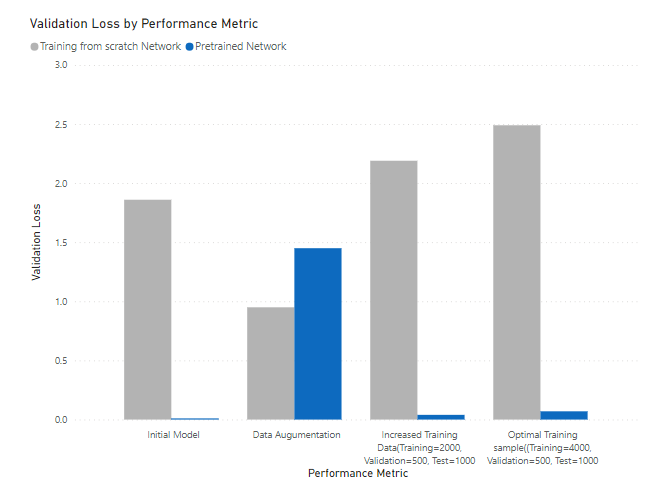 Validation Loss by Performance Metric
Training from scratch Network Pretrained Network
3.0
2.5
2.0
1.5
1.0
0.5
0.0
Validation Loss
Initial Model
Data Augumentation
Increased Training
Data(Training=2000,
Validation=500, Test=1000
Optimal Training
sample((Training=4000,
Validation=500, Test=1000
Performance Metric